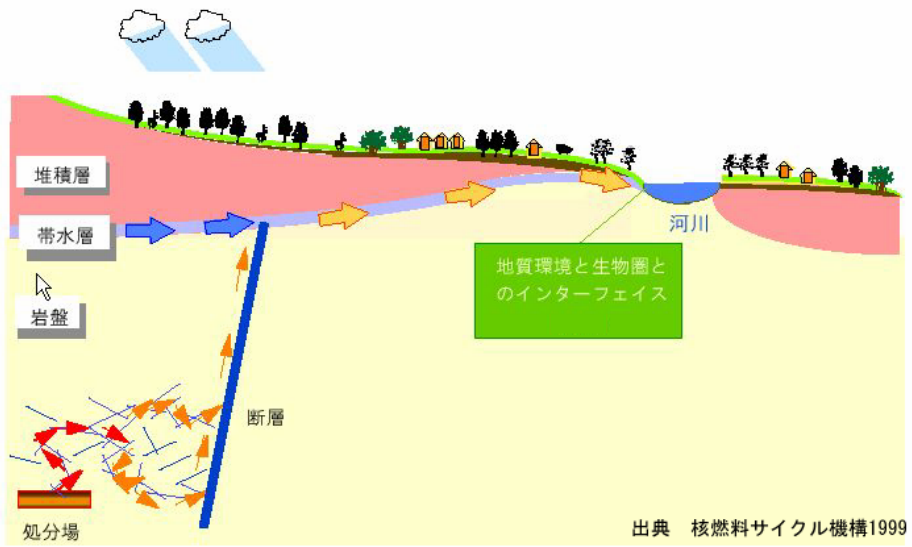 堆積層
帯水層
岩盤
河川
地質環境と生物圏と
のインターフェイス
断層
処分場
出典 核燃料サイクル機構1999